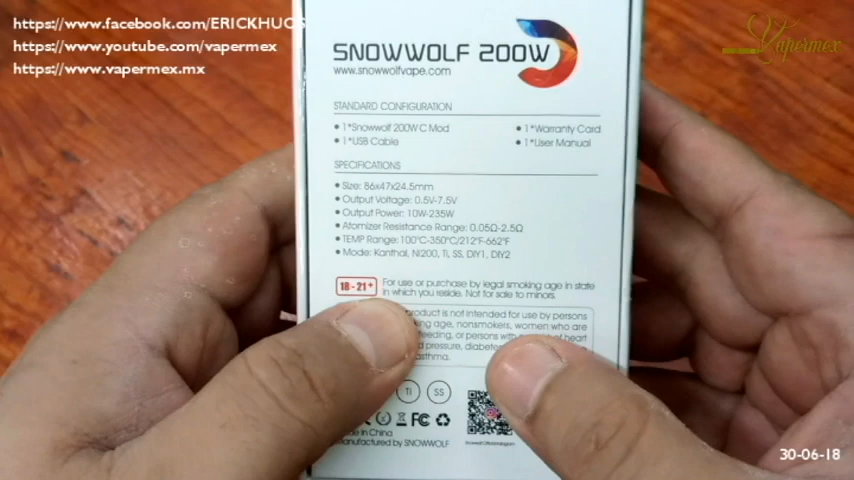 https://www.facebook.com/ERICKHUOS
https://www.youtube.com/vapermex
https://www.vapermex.mx
Vapermex
SNOWWOLF 200W
www.snowwolfvape.com
STANDARD CONFIGURATION
• 1*Snowwolf 200W C Mod • 1*Warranty Card
• 1*USB Cable • 1*User Manual
SPECIFICATIONS
• Size: 86x47x24.5mm
• Output Voltage: 0.5V-7.5V
• Output Power: 10W-235W
• Atomizer Resistance Range: 0.05Ω-2.5Ω
• TEMP Range: 100°C-350°C/212°F-662°F
• Mode: Kanthal, Ni200, Ti, SS, DIY1, DIY2
18-21+ For use or purchase by legal smoking age in state
in which you reside. Not for sale to minors.
product is not intended for use by persons
age, nonsmokers, women who are
or persons heart
pressure,
asthma.
Ti SS
FC
in China
Manufactured by SNOWWOLF
30-06-18